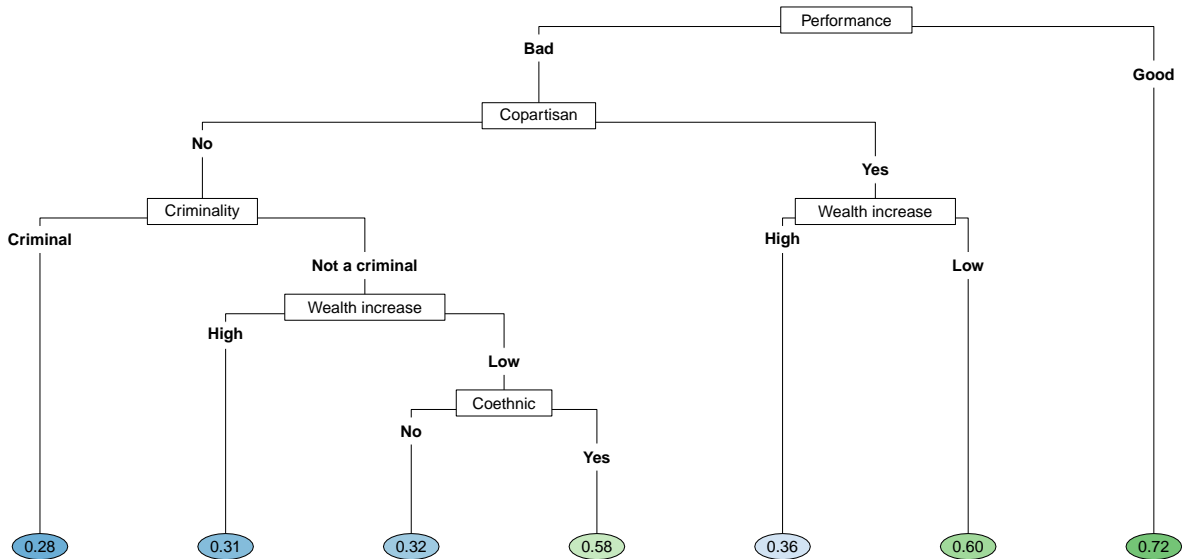 Performance
Bad
Good
Copartisan
No
Yes
Criminality
Wealth increase
Criminal
High
Not a criminal
Low
Wealth increase
High
Low
Coethnic
No
Yes
0.28
0.31
0.32
0.58
0.36
0.60
0.72